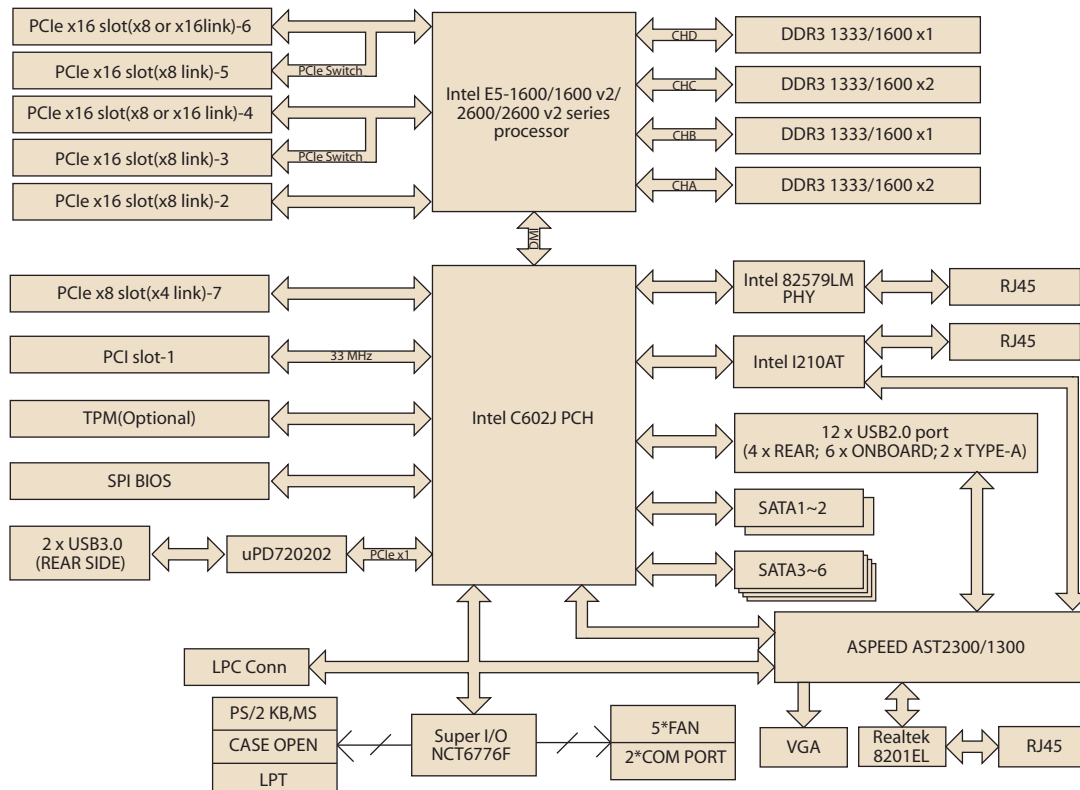 PCIe x16 slot(x8 or x16link)-6
PCIe x16 slot(x8 link)-5
PCIe Switch
PCIe x16 slot(x8 or x16 link)-4
PCIe x16 slot(x8 link)-3
PCIe Switch
PCIe x16 slot(x8 link)-2
Intel E5-1600/1600 v2/
2600/2600 v2 series
processor
CHD
DDR3 1333/1600 x1
CHC
DDR3 1333/1600 x2
CHB
DDR3 1333/1600 x1
CHA
DDR3 1333/1600 x2
DMI
PCIe x8 slot(x4 link)-7
PCI slot-1
33 MHz
TPM(Optional)
SPI BIOS
2 x USB3.0
(REAR SIDE)
uPD720202
PCIe x1
Intel C602J PCH
Intel 82579LM
PHY
RJ45
Intel I210AT
RJ45
12 x USB2.0 port
(4 x REAR; 6 x ONBOARD; 2 x TYPE-A)
SATA1~2
SATA3~6
ASPEED AST2300/1300
LPC Conn
PS/2 KB,MS
CASE OPEN
LPT
Super I/O
NCT6776F
5*FAN
2*COM PORT
VGA
Realtek
8201EL
RJ45